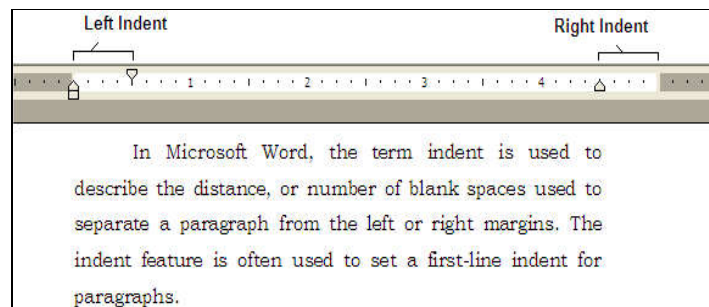 Left Indent
Right Indent
1 2 3 4
In Microsoft Word, the term indent is used to
describe the distance, or number of blank spaces used to
separate a paragraph from the left or right margins. The
indent feature is often used to set a first-line indent for
paragraphs.